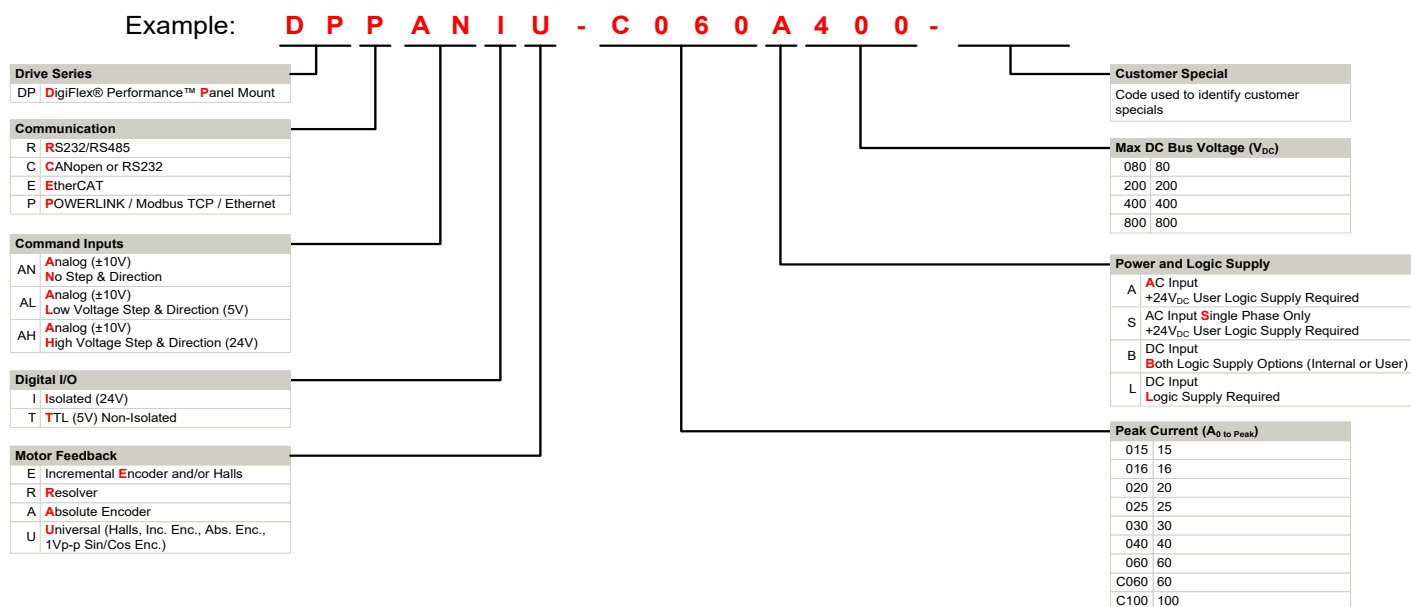 Example: D P P A N I U - C 0 6 0 A 4 0 0 -
Drive Series
DP DigiFlex® Performance™ Panel Mount
Communication
R RS232/RS485
C CANopen or RS232
E EtherCAT
P POWERLINK / Modbus TCP / Ethernet
Command Inputs
AN Analog (±10V)
No Step & Direction
AL Analog (±10V)
Low Voltage Step & Direction (5V)
AH Analog (±10V)
High Voltage Step & Direction (24V)
Digital I/O
I Isolated (24V)
T TTL (5V) Non-Isolated
Motor Feedback
E Incremental Encoder and/or Halls
R Resolver
A Absolute Encoder
U Universal (Halls, Inc. Enc., Abs. Enc.,
1Vp-p Sin/Cos Enc.)
Customer Special
Code used to identify customer
specials
Max DC Bus Voltage (VDC)
080 80
200 200
400 400
800 800
Power and Logic Supply
A AC Input
+24VDC User Logic Supply Required
S AC Input Single Phase Only
+24VDC User Logic Supply Required
B DC Input
Both Logic Supply Options (Internal or User)
L DC Input
Logic Supply Required
Peak Current (A0 to Peak)
015 15
016 16
020 20
025 25
030 30
040 40
060 60
C060 60
C100 100